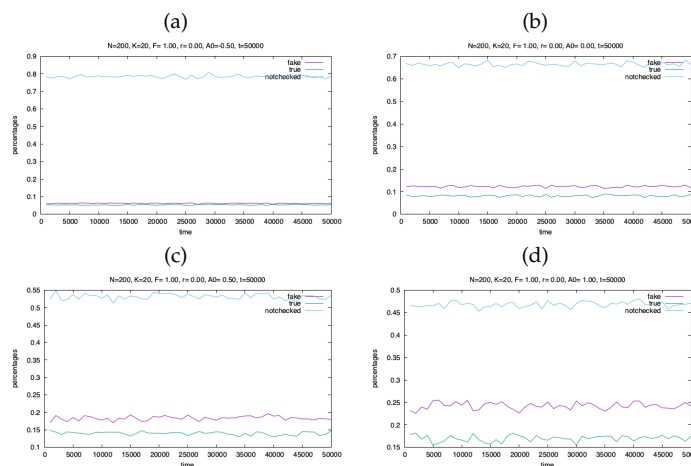 (a)
N=200, K=20, F= 1.00, r= 0.00, A0=-0.50, t=50000
fake
true
notchecked
0.9
0.8
0.7
0.6
0.5
0.4
0.3
0.2
0.1
0
percentages
0 5000 10000 15000 20000 25000 30000 35000 40000 45000 50000
time
(b)
N=200, K=20, F= 1.00, r= 0.00, A0= 0.00, t=50000
fake
true
notchecked
0.7
0.6
0.5
0.4
0.3
0.2
0.1
0
percentages
0 5000 10000 15000 20000 25000 30000 35000 40000 45000 5000
time
(c)
N=200, K=20, F= 1.00, r= 0.00, A0= 0.50, t=50000
fake
true
notchecked
0.55
0.5
0.45
0.4
0.35
0.3
0.25
0.2
0.15
0.1
percentages
0 5000 10000 15000 20000 25000 30000 35000 40000 45000 50000
time
(d)
N=200, K=20, F= 1.00, r= 0.00, A0= 1.00, t=50000
fake
true
notchecked
0.5
0.45
0.4
0.35
0.3
0.25
0.2
0.15
percentages
0 5000 10000 15000 20000 25000 30000 35000 40000 45000 5000
time